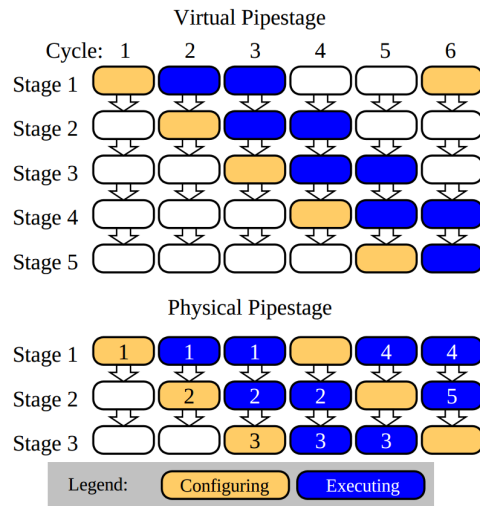 Virtual Pipestage
Cycle: 1 2 3 4 5 6
Stage 1
Stage 2
Stage 3
Stage 4
Stage 5
Physical Pipestage
Stage 1 1 1 1 4 4
Stage 2 2 2 2 5
Stage 3 3 3 3
Legend: Configuring Executing